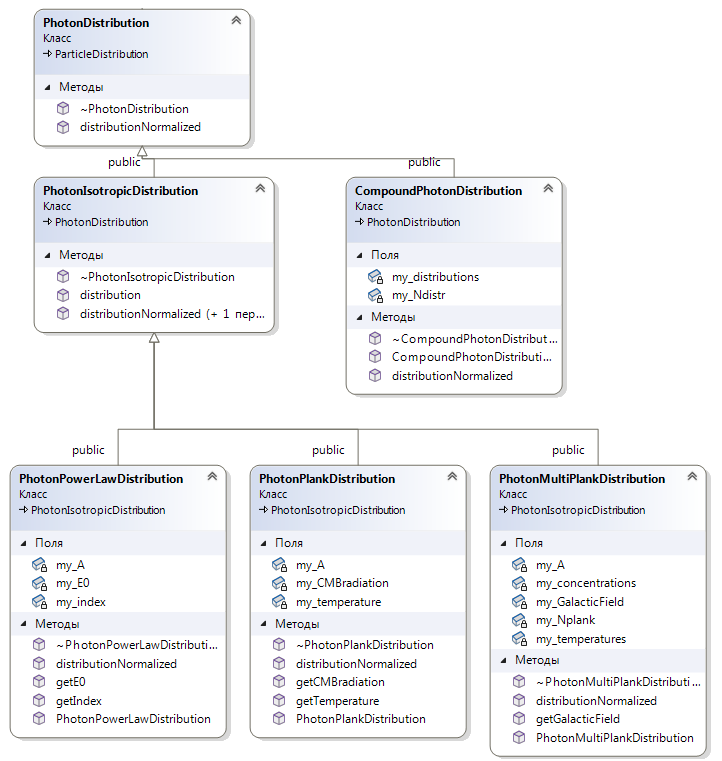 PhotonDistribution
Класс
ParticleDistribution
Методы
~PhotonDistribution
distributionNormalized
public
public
PhotonIsotropicDistribution
Класс
PhotonDistribution
Методы
~PhotonIsotropicDistribution
distribution
distributionNormalized (+ 1 пер...
CompoundPhotonDistribution
Класс
PhotonDistribution
Поля
my_distributions
my_Ndistr
Методы
~CompoundPhotonDistribut...
CompoundPhotonDistributi...
distributionNormalized
public
public
public
PhotonPowerLawDistribution
Класс
PhotonIsotropicDistribution
Поля
my_A
my_E0
my_index
Методы
~PhotonPowerLawDistributi...
distributionNormalized
getE0
getIndex
PhotonPowerLawDistribution
PhotonPlankDistribution
Класс
PhotonIsotropicDistribution
Поля
my_A
my_CMBradiation
my_temperature
Методы
~PhotonPlankDistribution
distributionNormalized
getCMBradiation
getTemperature
PhotonPlankDistribution
PhotonMultiPlankDistribution
Класс
PhotonIsotropicDistribution
Поля
my_A
my_concentrations
my_GalacticField
my_Nplank
my_temperatures
Методы
~PhotonMultiPlankDistributi...
distributionNormalized
getGalacticField
PhotonMultiPlankDistribution